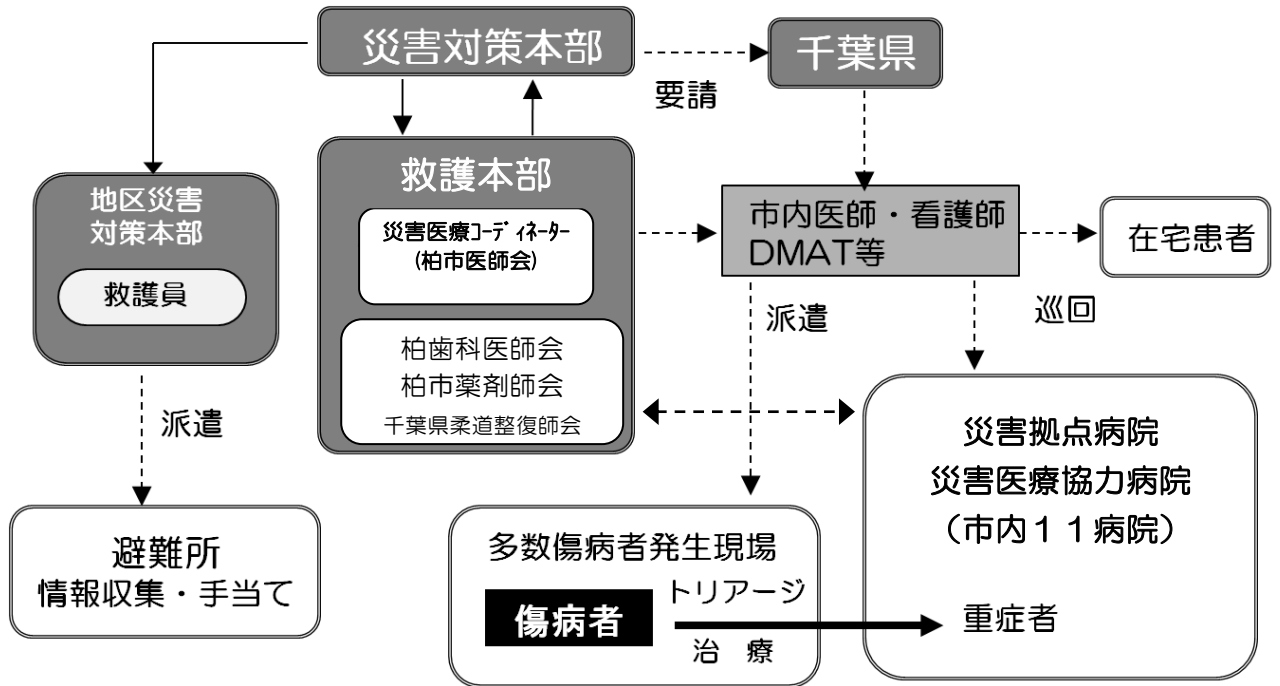 災害対策本部
千葉県
要請
救護本部
災害医療ｺｰﾃﾞｨﾈｰﾀｰ
(柏市医師会)
柏歯科医師会
柏市薬剤師会
千葉県柔道整復師会
地区災害
対策本部
救護員
派遣
避難所
情報収集・手当て
市内医師・看護師
DMAT等
在宅患者
派遣
巡回
災害拠点病院
災害医療協力病院
（市内１１病院）
重症者
多数傷病者発生現場
傷病者
トリアージ
治　療